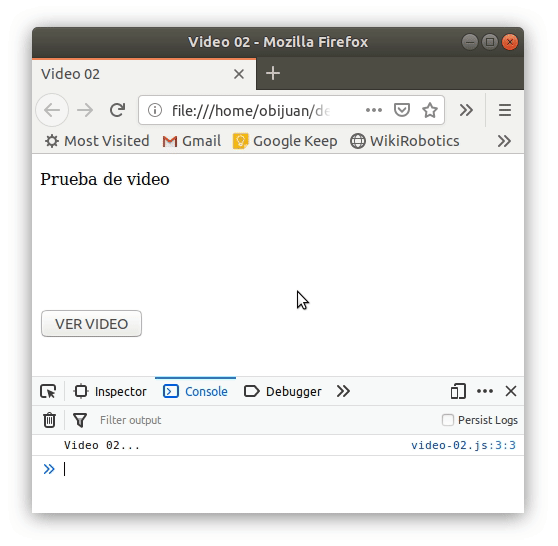 Video 02 - Mozilla Firefox
Video 02
file:///home/obijuan/de
Most Visited Gmail Google Keep WikiRobotics
Prueba de video
VER VIDEO
Inspector Console Debugger
Filter output Persist Logs
Video 02... video-02.js:3:3